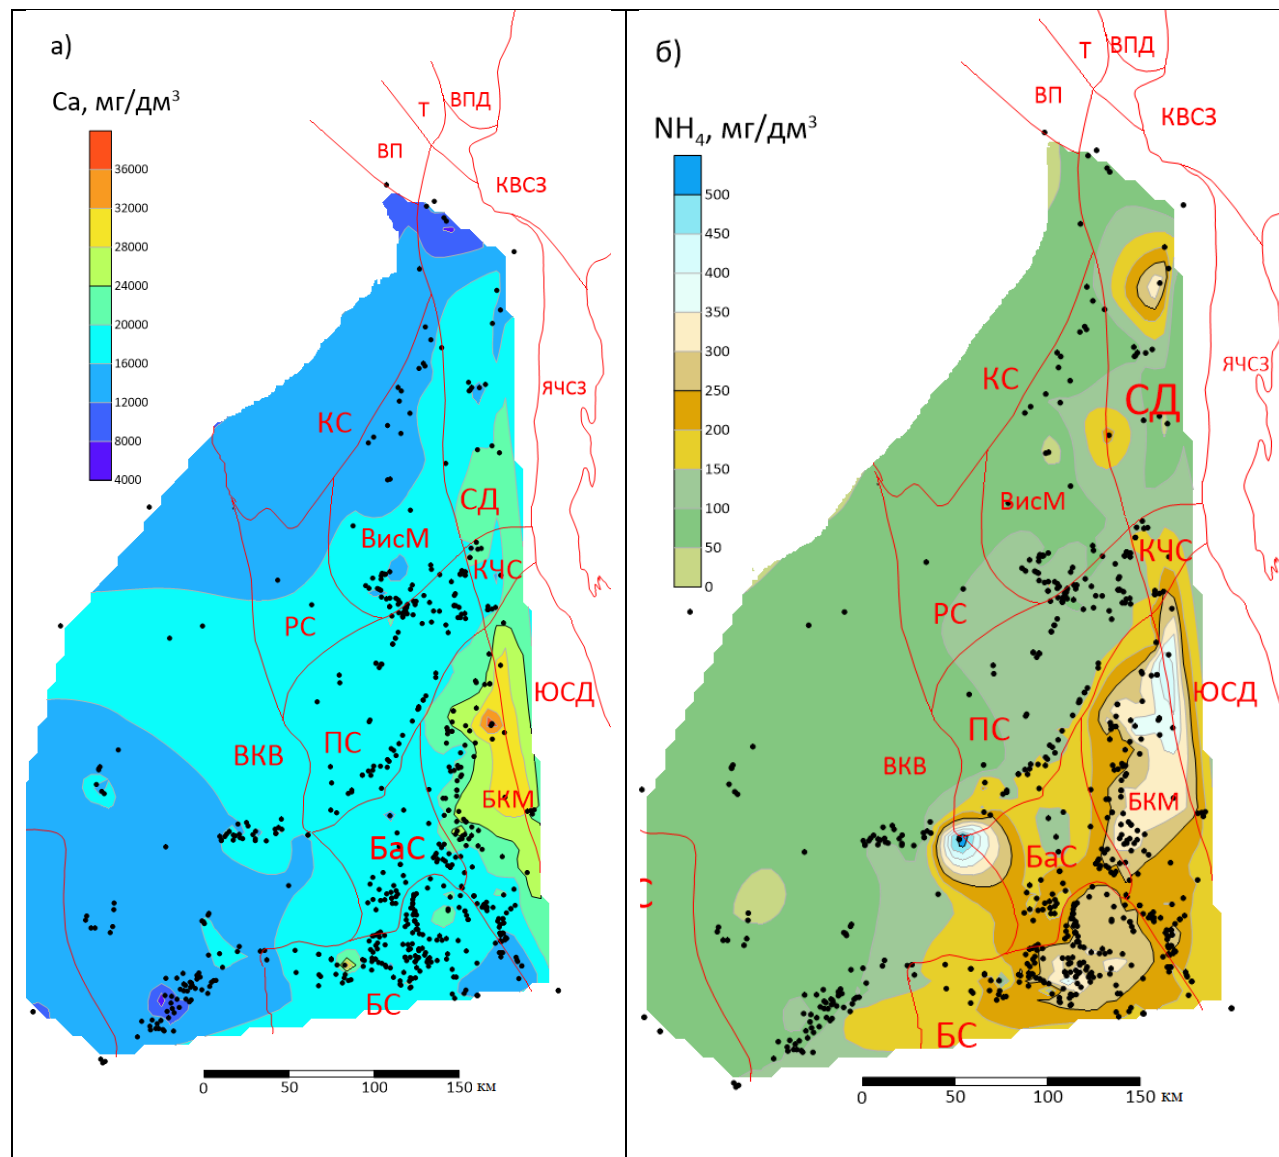 а)
Ca, мг/дм³
36000
32000
28000
24000
20000
16000
12000
8000
4000
Т
ВПД
ВП
КВСЗ
ЯЧСЗ
КС
СД
ВисМ
КЧС
РС
ЮСД
ВКВ
ПС
БКМ
БаС
БС
0
50
100
150 км
б)
NH₄, мг/дм³
500
450
400
350
300
250
200
150
100
50
0
Т
ВПД
ВП
КВСЗ
ЯЧСЗ
КС
СД
ВисМ
КЧС
РС
ЮСД
ПС
ВКВ
БКМ
БаС
С
БС
0
50
100
150 км